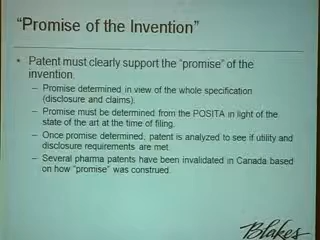 “Promise of the Invention”
• Patent must clearly support the “promise” of the
invention.
– Promise determined in view of the whole specification
(disclosure and claims).
– Promise must be determined from the POSITA in light of the
state of the art at the time of filing.
– Once promise determined, patent is analyzed to see if utility and
disclosure requirements are met.
– Several pharma patents have been invalidated in Canada based
on how “promise” was construed.
Blakes